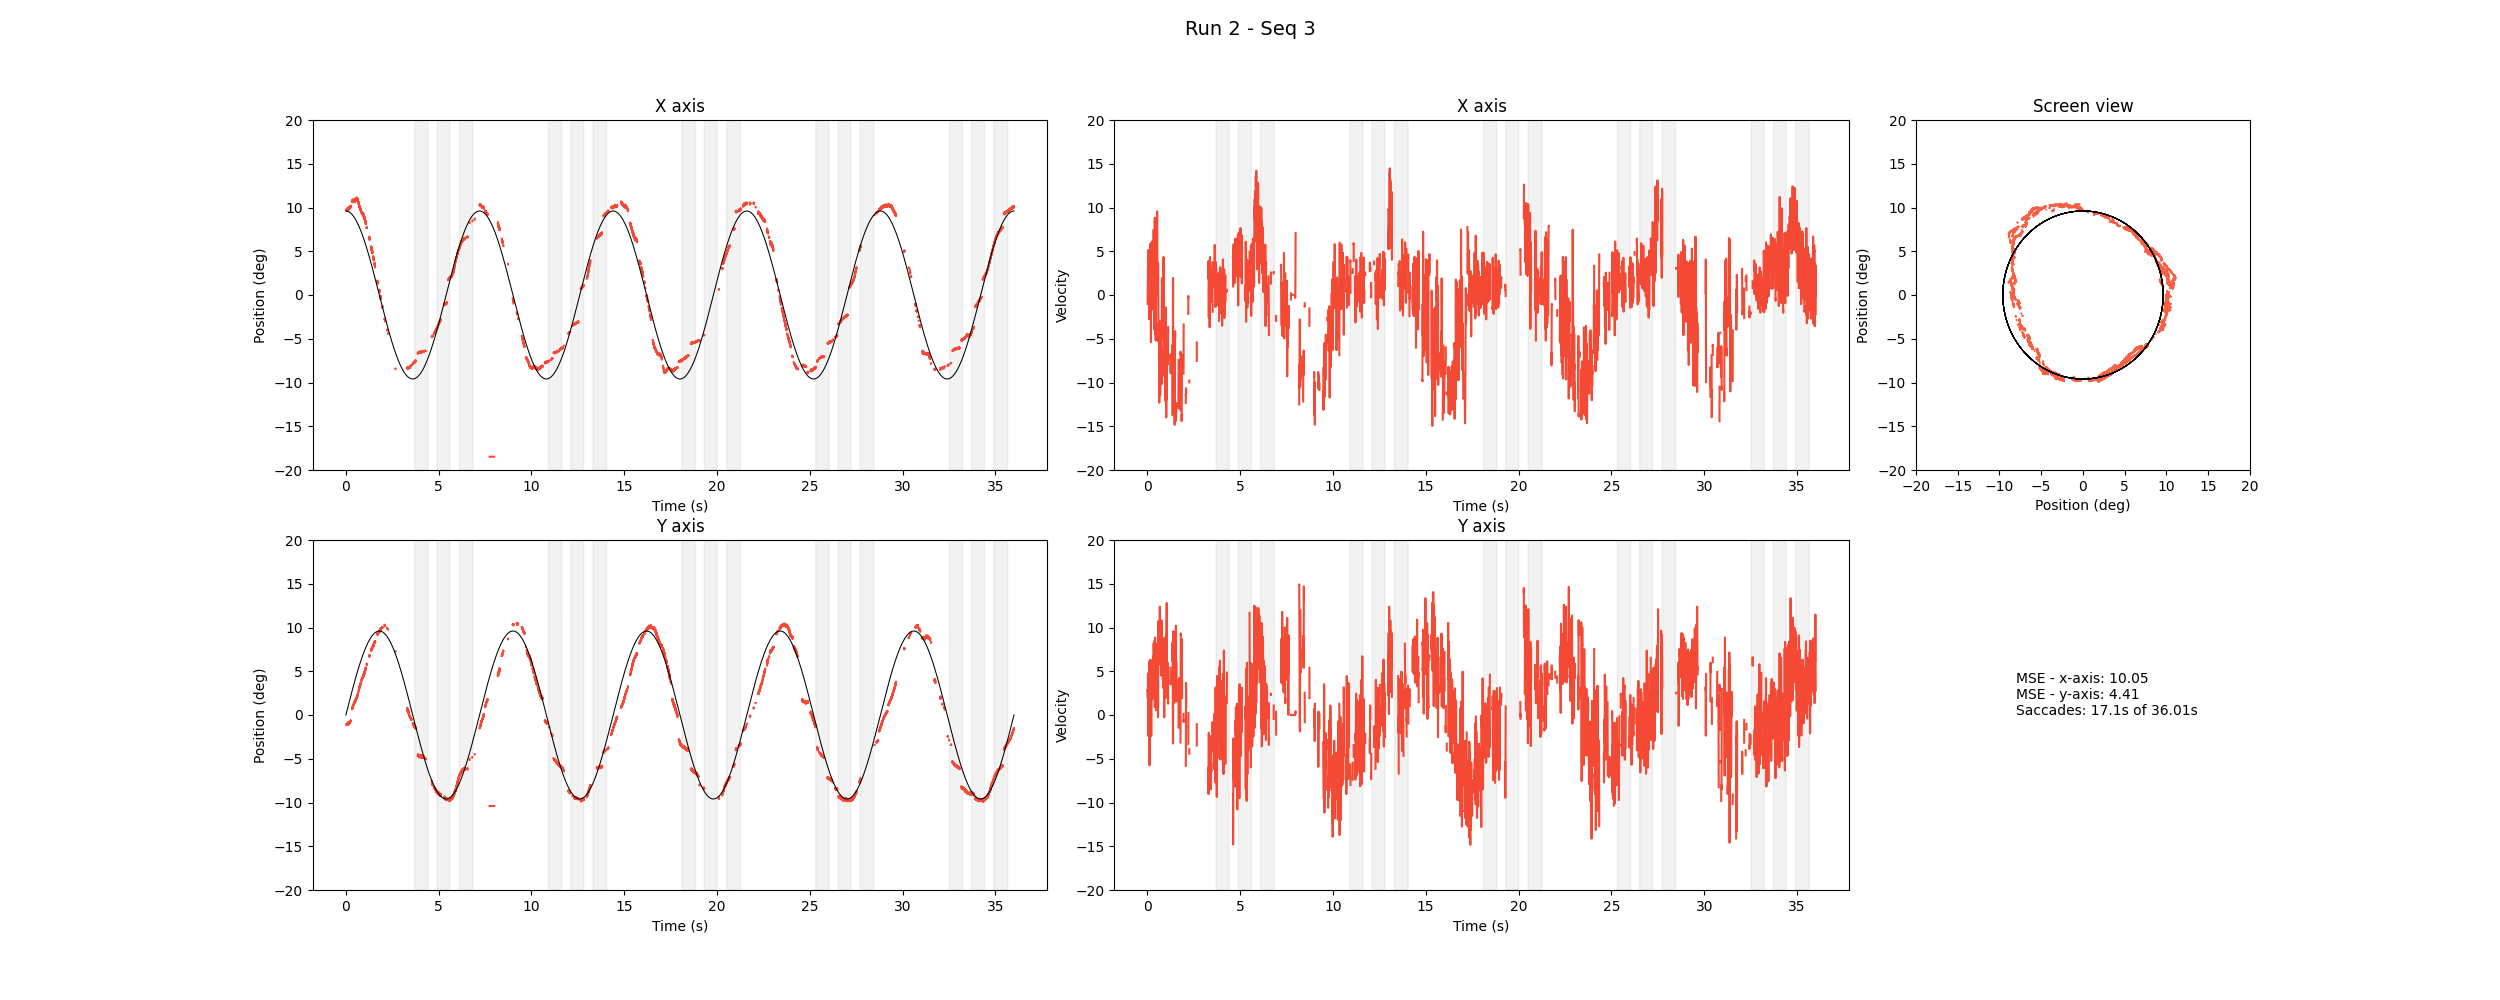 Run 2 - Seq 3
X axis
X axis
Screen view
20
15
10
5
0
−5
−10
−15
−20
Position (deg)
0 5 10 15 20 25 30 35
Time (s)
20
15
10
5
0
−5
−10
−15
−20
Velocity
0 5 10 15 20 25 30 35
Time (s)
20
15
10
5
0
−5
−10
−15
−20
Position (deg)
−20 −15 −10 −5 0 5 10 15 20
Position (deg)
Y axis
Y axis
20
15
10
5
0
−5
−10
−15
−20
Position (deg)
0 5 10 15 20 25 30 35
Time (s)
20
15
10
5
0
−5
−10
−15
−20
Velocity
0 5 10 15 20 25 30 35
Time (s)
MSE - x-axis: 10.05
MSE - y-axis: 4.41
Saccades: 17.1s of 36.01s